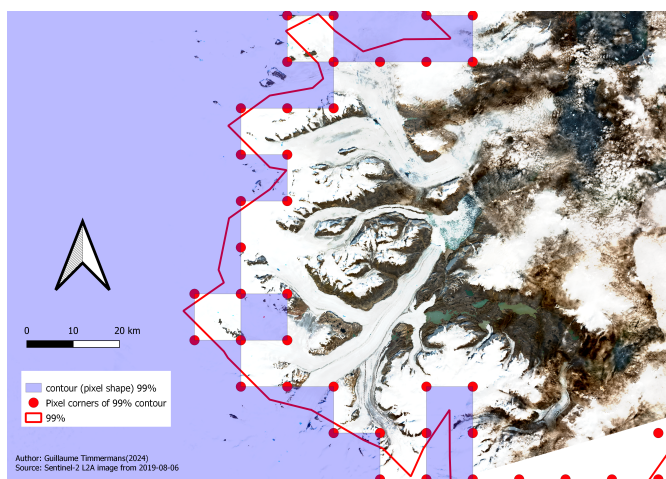 0 10 20 km
contour (pixel shape) 99%
Pixel corners of 99% contour
99%
Author: Guillaume Timmermans(2024)
Source: Sentinel-2 L2A image from 2019-08-06